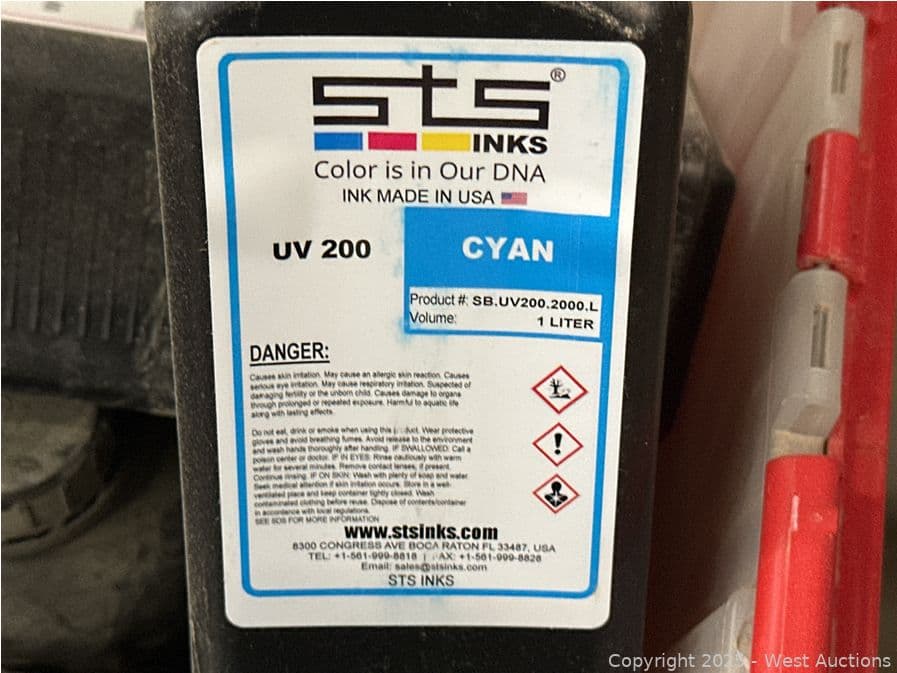 sts®
INKS
Color is in Our DNA
INK MADE IN USA
UV 200
CYAN
Product #: SB.UV200.2000.L
Volume: 1 LITER
DANGER:
Causes skin irritation. May cause an allergic skin reaction. Causes
serious eye irritation. May cause respiratory irritation. Suspected of
damaging fertility or the unborn child. Causes damage to organs
through prolonged or repeated exposure. Harmful to aquatic life
along with lasting effects.
Do not eat, drink or smoke when using this product. Wear protective
gloves and avoid breathing fumes. Avoid release to the environment
and wash hands thoroughly after handling. IF SWALLOWED: Call a
poison center or doctor. IF IN EYES: Rinse cautiously with warm
water for several minutes. Remove contact lenses, if present.
Continue rinsing. IF ON SKIN: Wash with plenty of soap and water.
Seek medical attention if skin irritation occurs. Store in a well-
ventilated place and keep container tightly closed. Wash
contaminated clothing before reuse. Dispose of contents/container
in accordance with local regulations.
SEE SDS FOR MORE INFORMATION
www.stsinks.com
8300 CONGRESS AVE BOCA RATON FL 33487, USA
TEL: +1-561-999-8818 | FAX: +1-561-999-8828
Email: sales@stsinks.com
STS INKS
Copyright - West Auctions